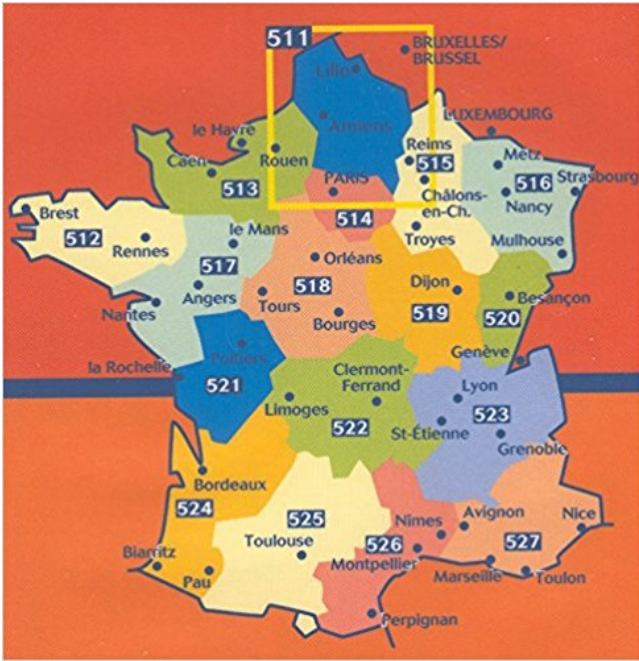 511
BRUXELLES/
BRUSSEL
Lille
LUXEMBOURG
Amiens
le Havre
Reims
Rouen
515
Metz
Caen
PARIS
516
Strasbourg
513
Châlons-
en-Ch.
Nancy
Brest
514
512
le Mans
Troyes
Mulhouse
Rennes
Orléans
517
518
Dijon
Angers
Tours
519
520
Besançon
Nantes
Bourges
Genève
Poitiers
la Rochelle
Clermont-
Ferrand
521
Lyon
Limoges
523
522
St-Étienne
Grenoble
Bordeaux
524
525
Nîmes
Avignon
Nice
Toulouse
526
527
Biarritz
Montpellier
Pau
Marseille
Toulon
Perpignan